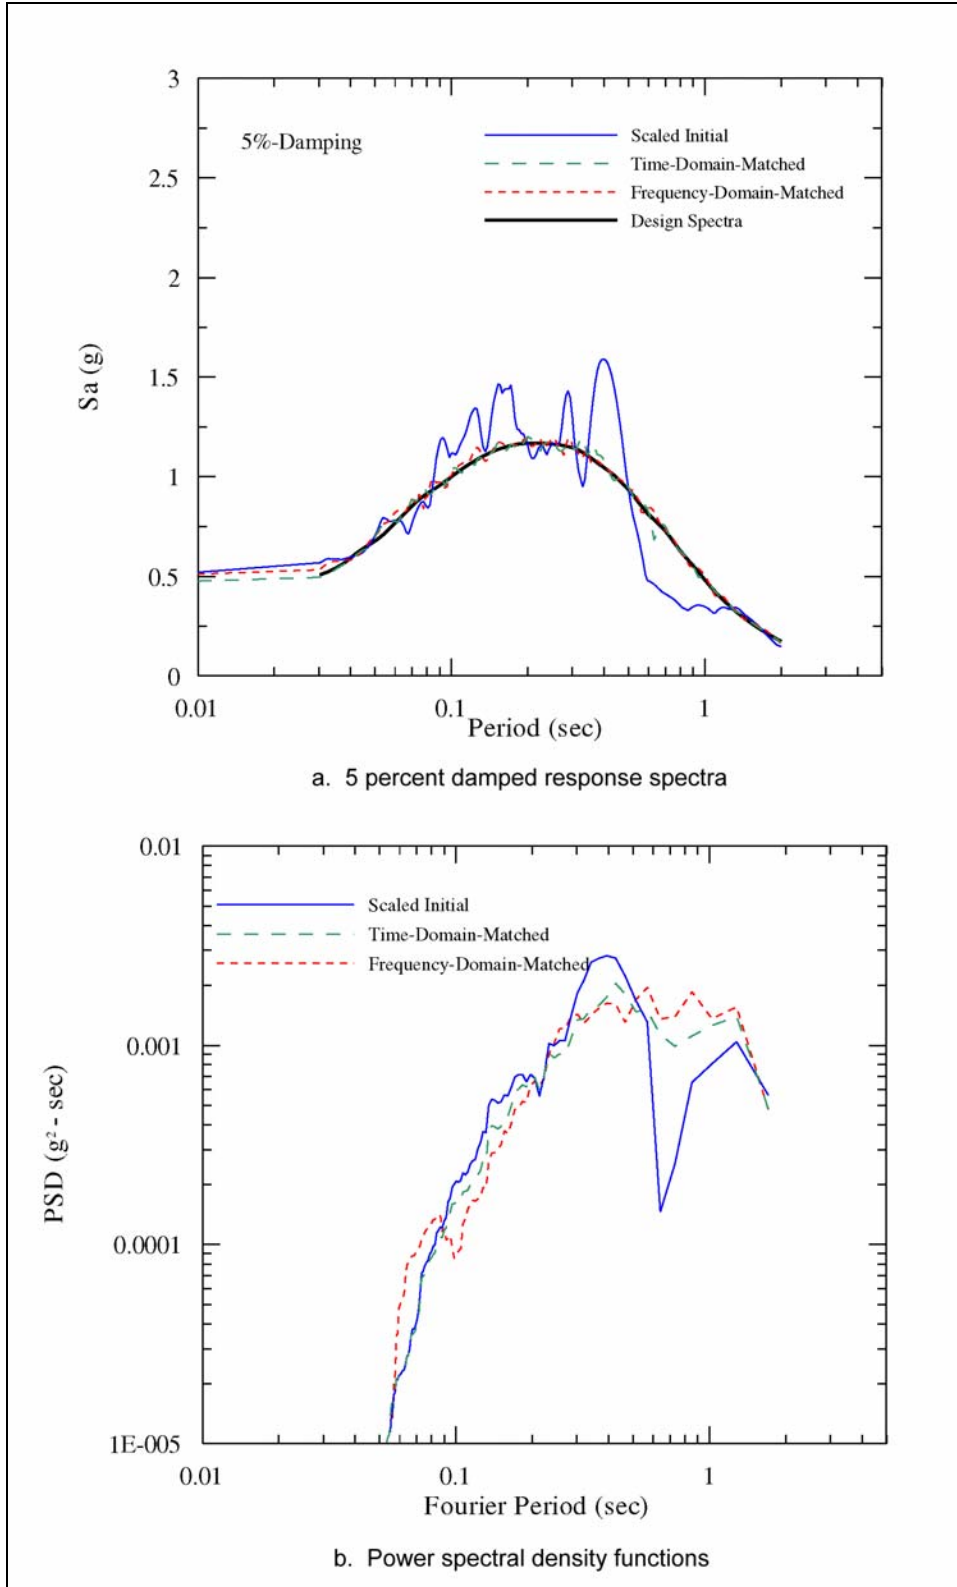 3
5%-Damping
Scaled Initial
Time-Domain-Matched
2.5
Frequency-Domain-Matched
Design Spectra
2
Sa (g)
1.5
1
0.5
0
0.01 0.1 1
Period (sec)
a. 5 percent damped response spectra
0.01
Scaled Initial
Time-Domain-Matched
Frequency-Domain-Matched
0.001
PSD (g² - sec)
0.0001
1E-005
0.01 0.1 1
Fourier Period (sec)
b. Power spectral density functions